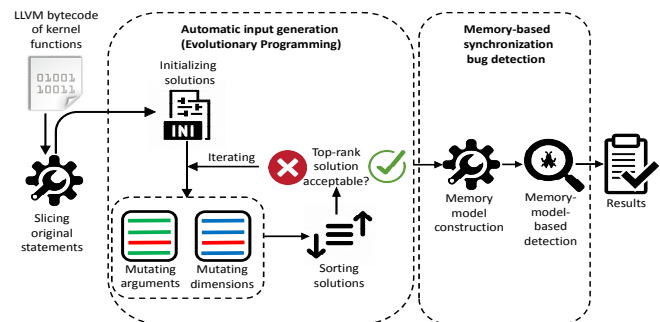 LLVM bytecode
of kernel
functions
01001
10011
Slicing
original
statements
Automatic input generation
(Evolutionary Programming)
Initializing
solutions
INI
Iterating
Top-rank
solution
acceptable?
Mutating
arguments
Mutating
dimensions
Sorting
solutions
Memory-based
synchronization
bug detection
Memory
model
construction
Memory-
model-
based
detection
Results